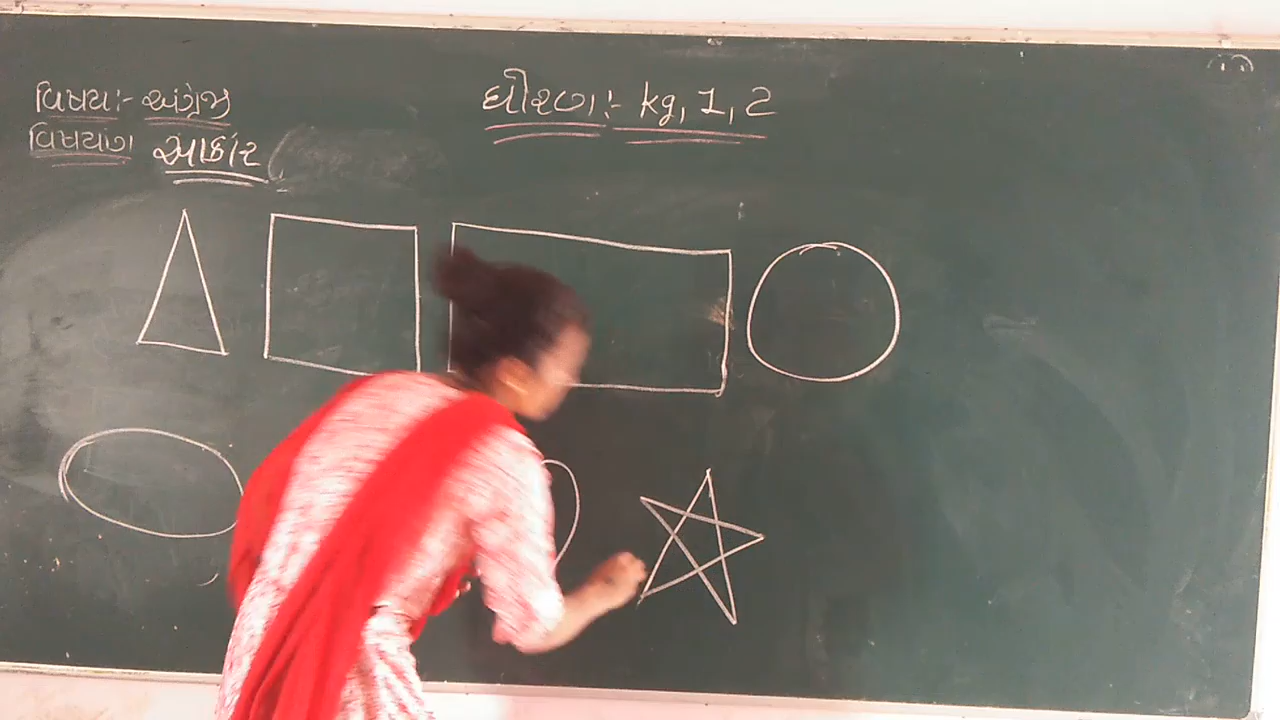 વિષય:- અંગ્રેજી
ધોરણ:- kg, 1, 2
વિષયાંગ આકાર